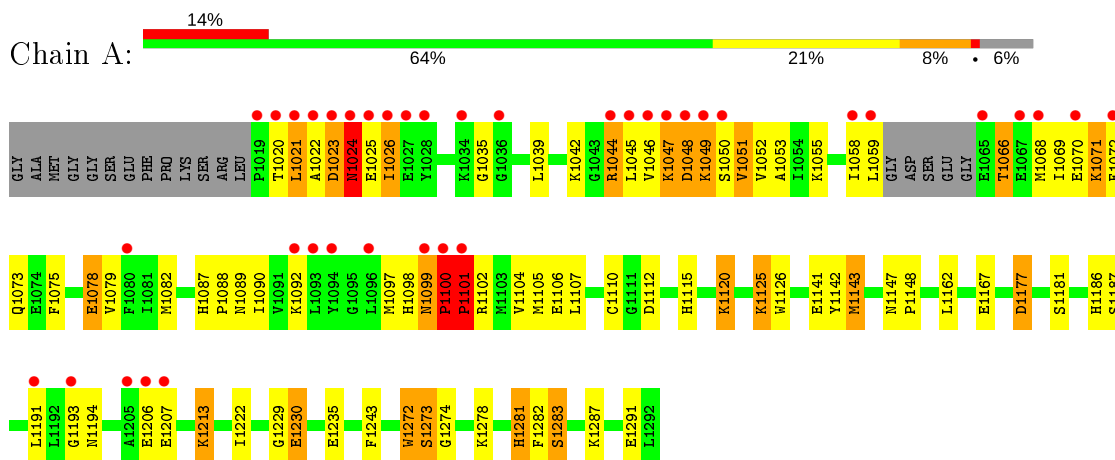 14%
Chain A:
64% 21% 8% • 6%
GLY ALA MET GLY GLY SER GLU PHE PRO LYS SER ARG LEU P1019 T1020 L1021 A1022 D1023 N1024 E1025 I1026 E1027 Y1028 K1034 G1035 G1036 L1039 K1042 G1043 R1044 L1045 V1046 K1047 D1048 K1049 S1050 V1051 V1052 A1053 I1054 K1055 I1058 L1059 GLY ASP SER GLU GLY E1065 T1066 E1067 M1068 I1069 E1070 K1071 F1072
Q1073 E1074 F1075 E1078 V1079 F1080 I1081 M1082 H1087 P1088 N1089 I1090 V1091 K1092 L1093 Y1094 G1095 L1096 M1097 H1098 N1099 P1100 P1101 R1102 M1103 V1104 M1105 E1106 L1107 C1110 G1111 D1112 H1115 K1120 K1125 W1126 E1141 Y1142 M1143 N1147 P1148 L1162 E1167 D1177 S1181 H1186 S1187
L1191 L1192 G1193 N1194 A1205 E1206 E1207 K1213 I1222 G1229 E1230 E1235 F1243 W1272 S1273 G1274 K1278 H1281 F1282 S1283 K1287 E1291 L1292